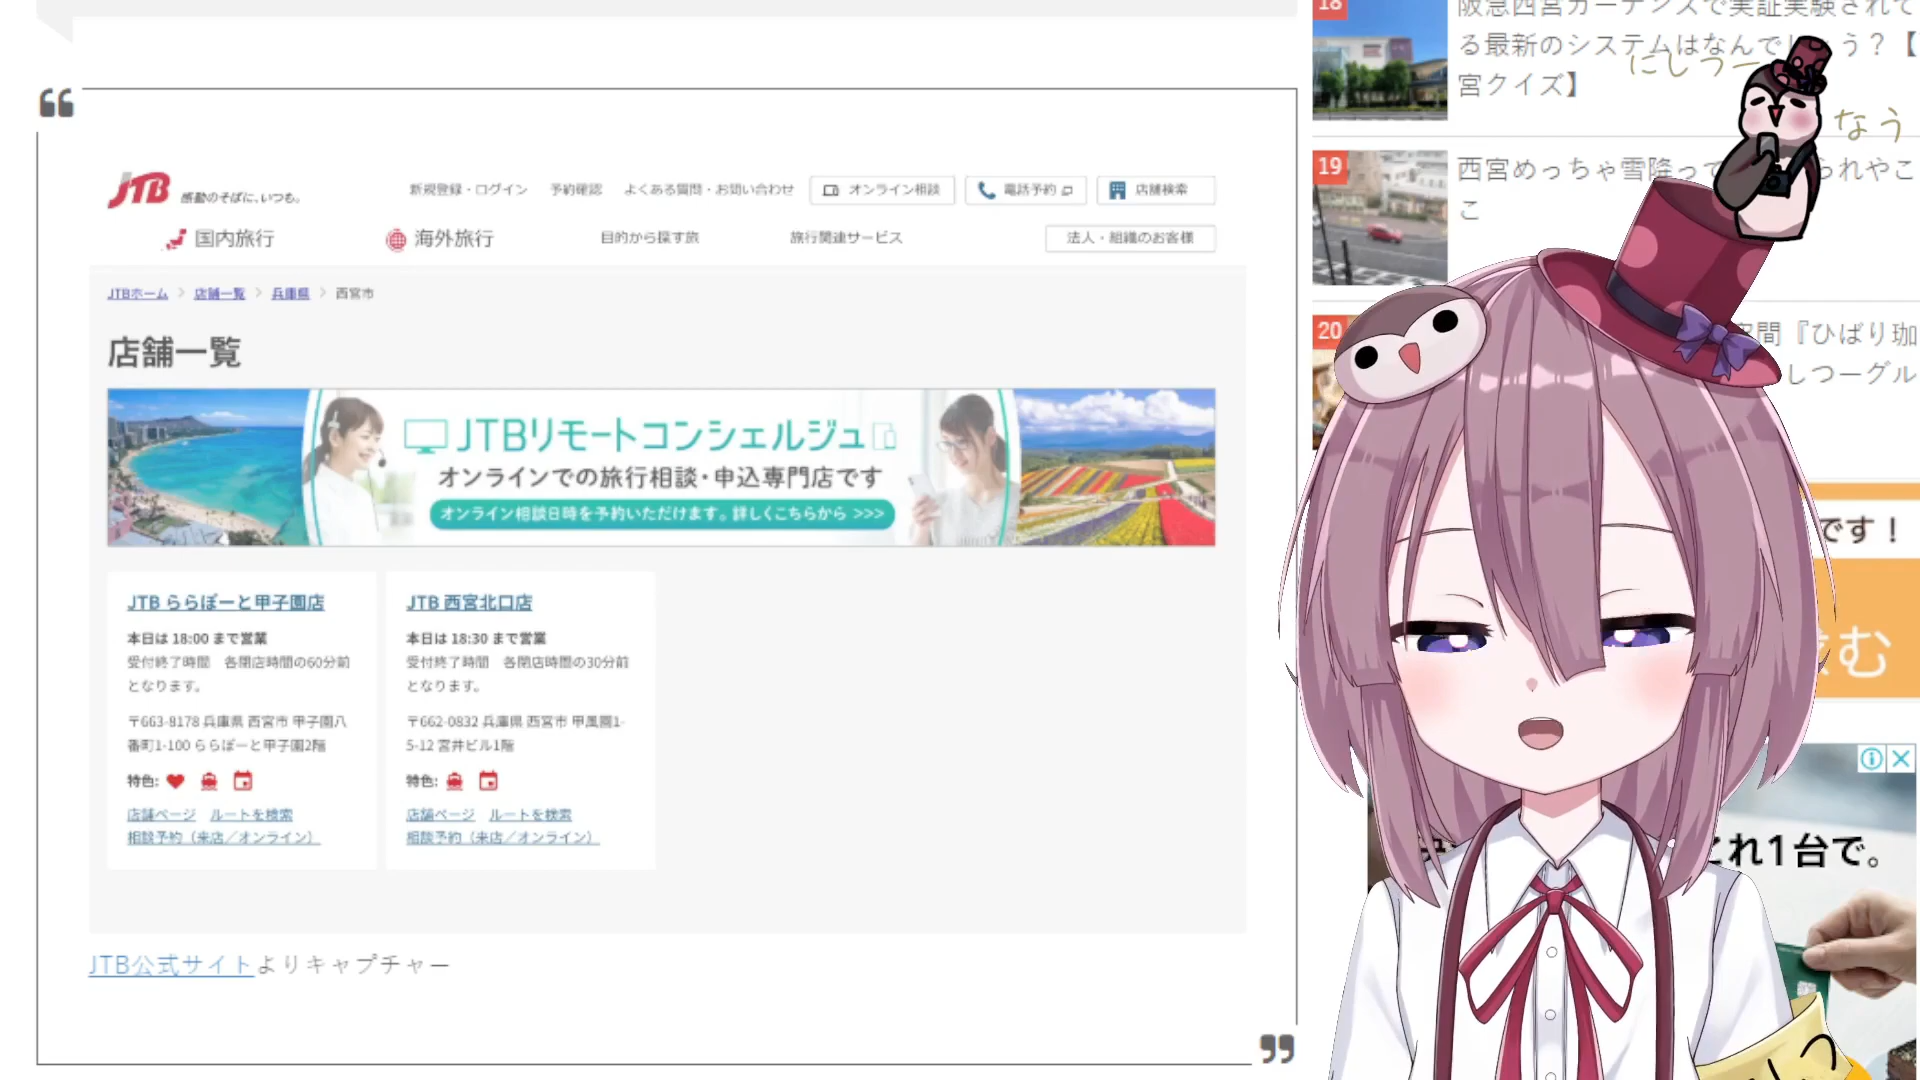 JTB 感動のそばに、いつも。
新規登録・ログイン 予約確認 よくある質問・お問い合わせ オンライン相談 電話予約 店舗検索
国内旅行 海外旅行 目的から探す旅 旅行関連サービス 法人・組織のお客様
JTBホーム > 店舗一覧 > 兵庫県 > 西宮市
店舗一覧
JTBリモートコンシェルジュ
オンラインでの旅行相談・申込専門店です
オンライン相談日時を予約いただけます。詳しくこちらから >>>
JTB ららぽーと甲子園店
本日は 18:00 まで営業
受付終了時間 各閉店時間の60分前
となります。
〒663-8178 兵庫県 西宮市 甲子園八
番町1-100 ららぽーと甲子園2階
特色:
店舗ページ ルートを検索
相談予約（来店／オンライン）
JTB 西宮北口店
本日は 18:30 まで営業
受付終了時間 各閉店時間の30分前
となります。
〒662-0832 兵庫県 西宮市 甲風園1-
5-12 宮井ビル1階
特色:
店舗ページ ルートを検索
相談予約（来店／オンライン）
JTB公式サイトよりキャプチャー
18
阪急西宮ガーデンズで実証実験されて
る最新のシステムはなんでしょう？【
宮クイズ】
にしつー
なう
19
西宮めっちゃ雪降って られやこ
こ
20
間『ひばり珈
しつーグル
です！
む
これ1台で。